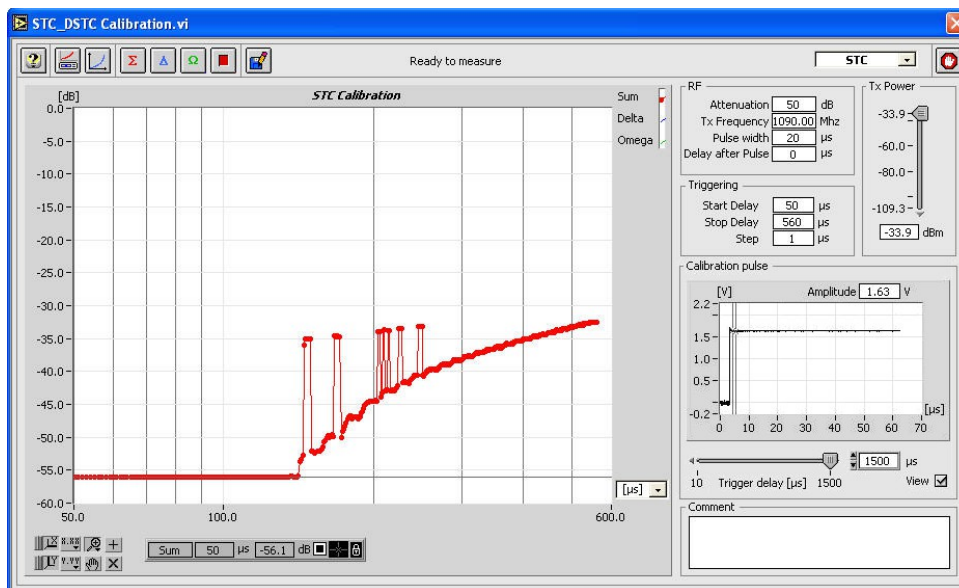 STC_DSTC Calibration.vi
Ready to measure
STC
[dB]
STC Calibration
0.0
-5.0
-10.0
-15.0
-20.0
-25.0
-30.0
-35.0
-40.0
-45.0
-50.0
-55.0
-60.0
50.0
100.0
600.0
Sum
Delta
Omega
[µs]
X.XX
Y.YY
Sum 50 µs -56.1 dB
RF
Attenuation 50 dB
Tx Frequency 1090.00 Mhz
Pulse width 20 µs
Delay after Pulse 0 µs
Triggering
Start Delay 50 µs
Stop Delay 560 µs
Step 1 µs
Tx Power
-33.9
-60.0
-80.0
-109.3
-33.9 dBm
Calibration pulse
[V]
Amplitude 1.63 V
2.2
1.5
1.0
0.5
-0.2
0 10 20 30 40 50 60 70
[µs]
1500 µs
10 Trigger delay [µs] 1500
View
Comment